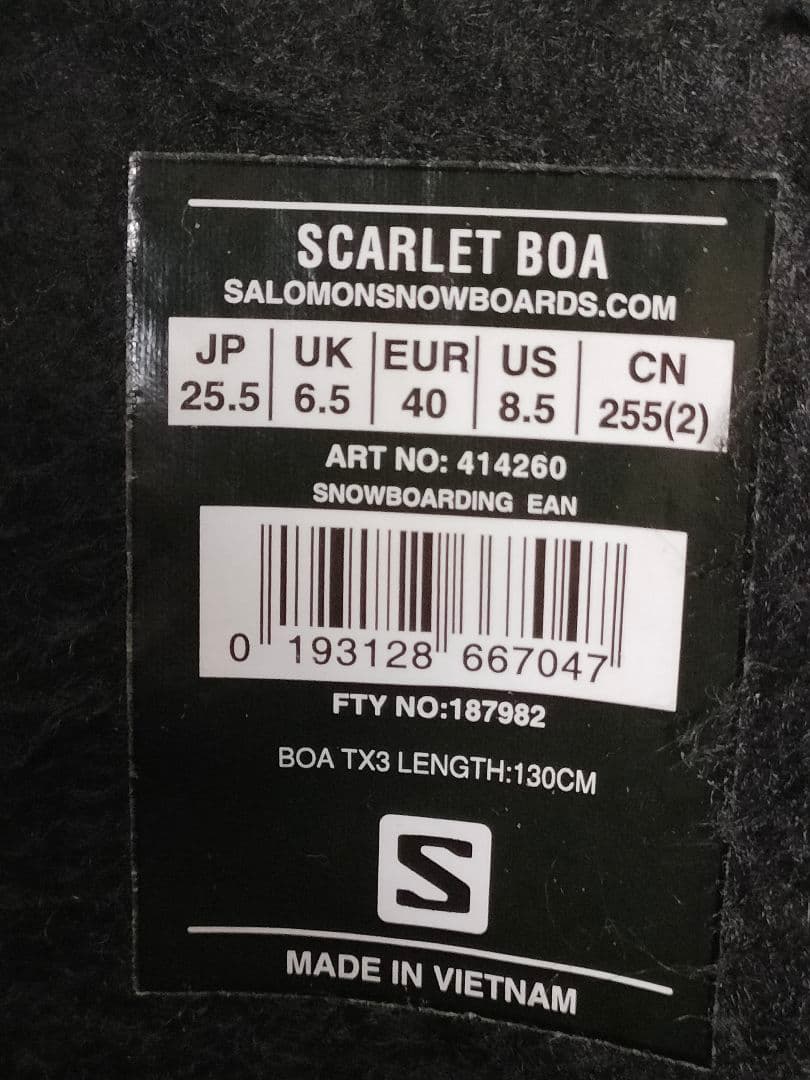 SCARLET BOA
SALOMONSNOWBOARDS.COM
JP UK EUR US CN
25.5 6.5 40 8.5 255(2)
ART NO: 414260
SNOWBOARDING EAN
0 193128 667047
FTY NO:187982
BOA TX3 LENGTH:130CM
S
MADE IN VIETNAM